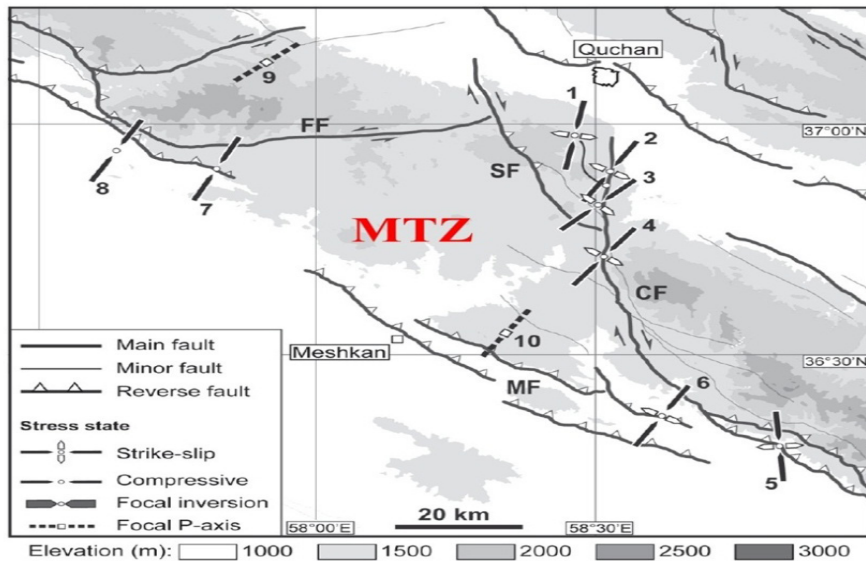 Quchan
1
9
2
37°00'N
FF
3
SF
8
7
4
MTZ
CF
Main fault
Minor fault
Reverse fault
Meshkan
10
36°30'N
MF
6
Stress state
Strike-slip
Compressive
Focal inversion
Focal P-axis
5
58°00'E
20 km
58°30'E
Elevation (m): 1000 1500 2000 2500 3000